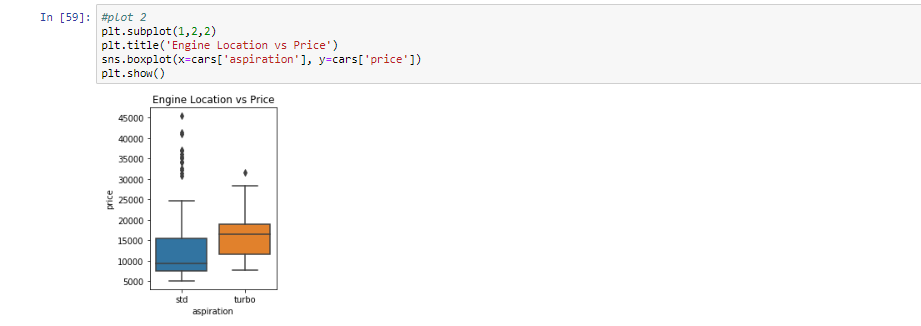 In [59]: #plot 2
plt.subplot(1,2,2)
plt.title('Engine Location vs Price')
sns.boxplot(x=cars['aspiration'], y=cars['price'])
plt.show()
Engine Location vs Price
45000
40000
35000
30000
25000
20000
15000
10000
5000
price
std turbo
aspiration